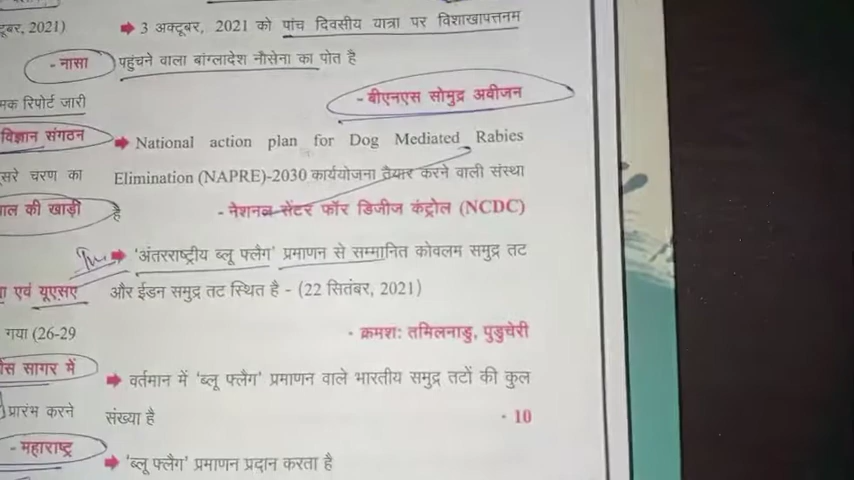 टूबर, 2021)
- नासा
मक रिपोर्ट जारी
विज्ञान संगठन
सरे चरण का
ाल की खाड़ी
ा एवं यूएसए
गया (26-29
स सागर में
प्रारंभ करने
- महाराष्ट्र
➡ 3 अक्टूबर, 2021 को पांच दिवसीय यात्रा पर विशाखापत्तनम
पहुंचने वाला बांग्लादेश नौसेना का पोत है
- बीएनएस सोमुद्र अवीजन
➡ National action plan for Dog Mediated Rabies
Elimination (NAPRE)-2030 कार्ययोजना तैयार करने वाली संस्था
है - नेशनल सेंटर फॉर डिजीज कंट्रोल (NCDC)
➡ 'अंतरराष्ट्रीय ब्लू फ्लैग' प्रमाणन से सम्मानित कोवलम समुद्र तट
और ईडन समुद्र तट स्थित है - (22 सितंबर, 2021)
- क्रमश: तमिलनाडु, पुडुचेरी
➡ वर्तमान में 'ब्लू फ्लैग' प्रमाणन वाले भारतीय समुद्र तटों की कुल
संख्या है - 10
➡ 'ब्लू फ्लैग' प्रमाणन प्रदान करता है